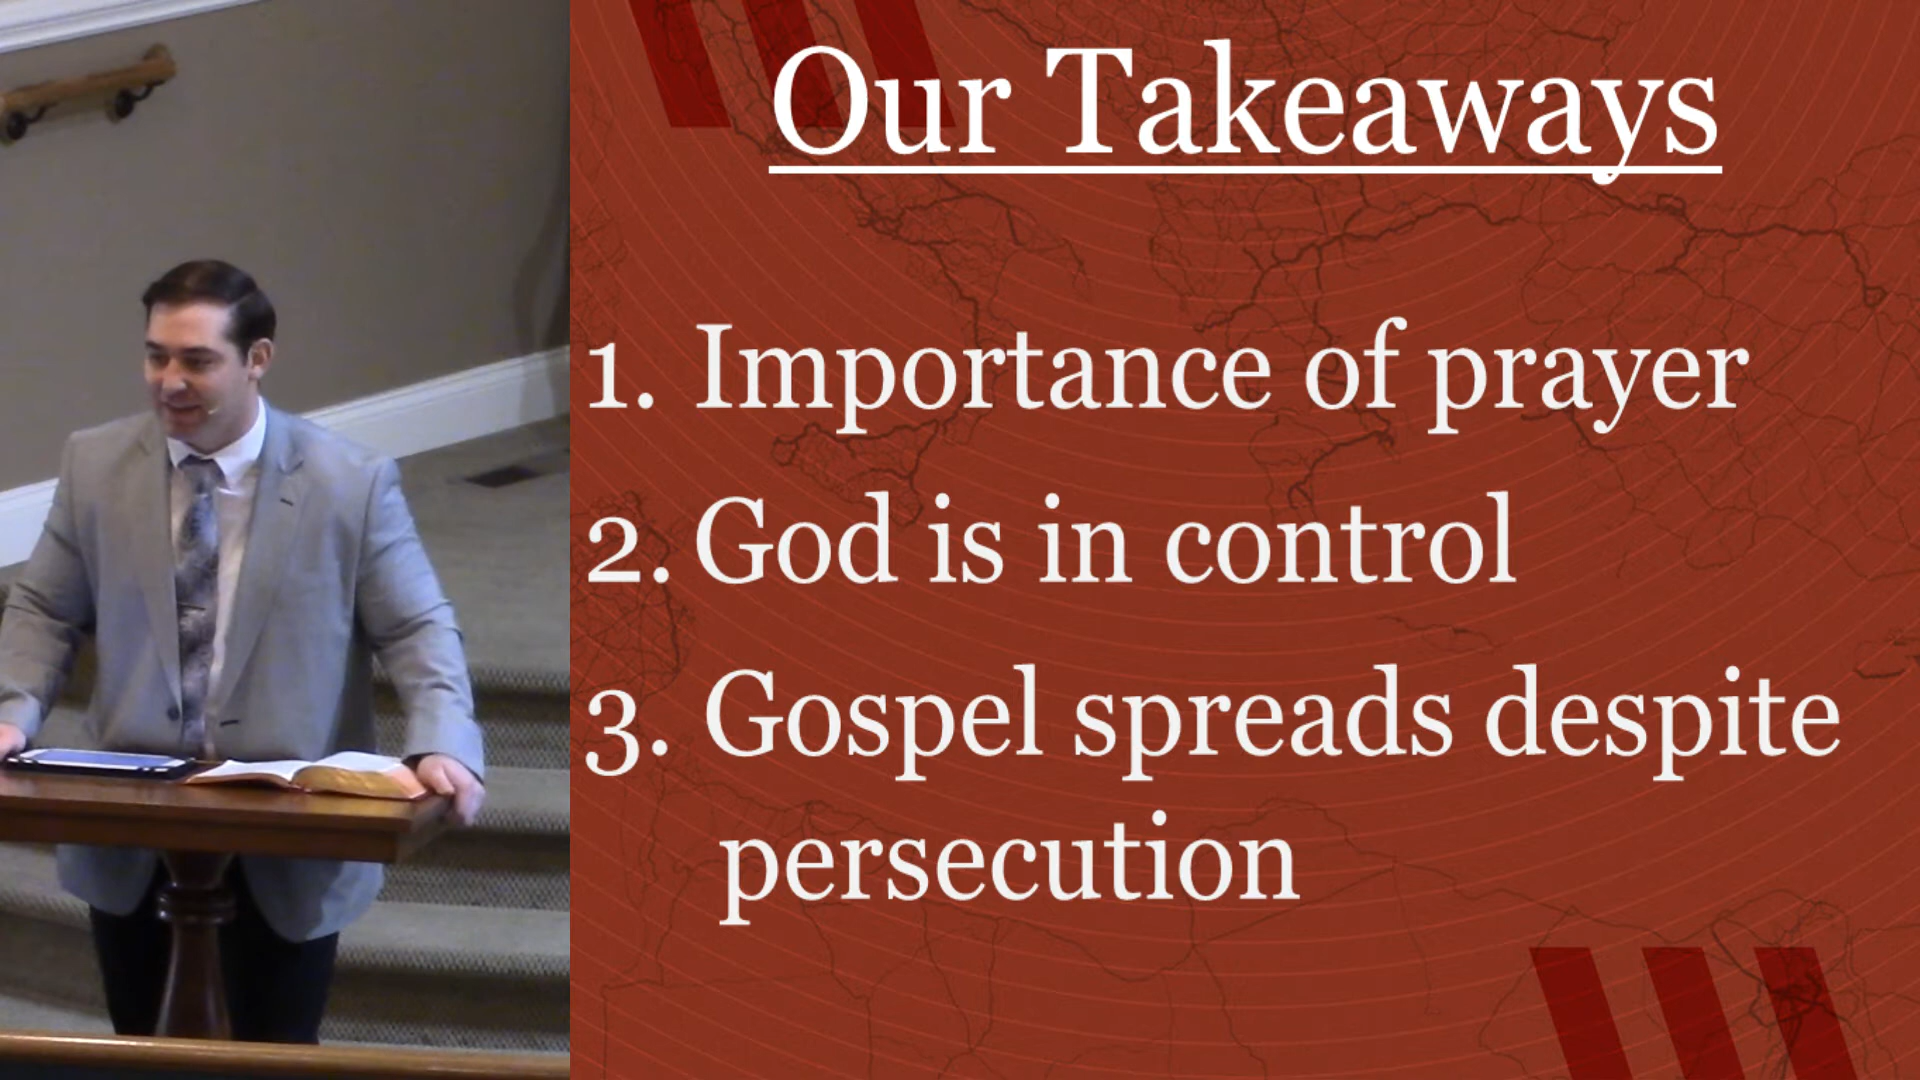 Our Takeaways
1. Importance of prayer
2. God is in control
3. Gospel spreads despite
persecution